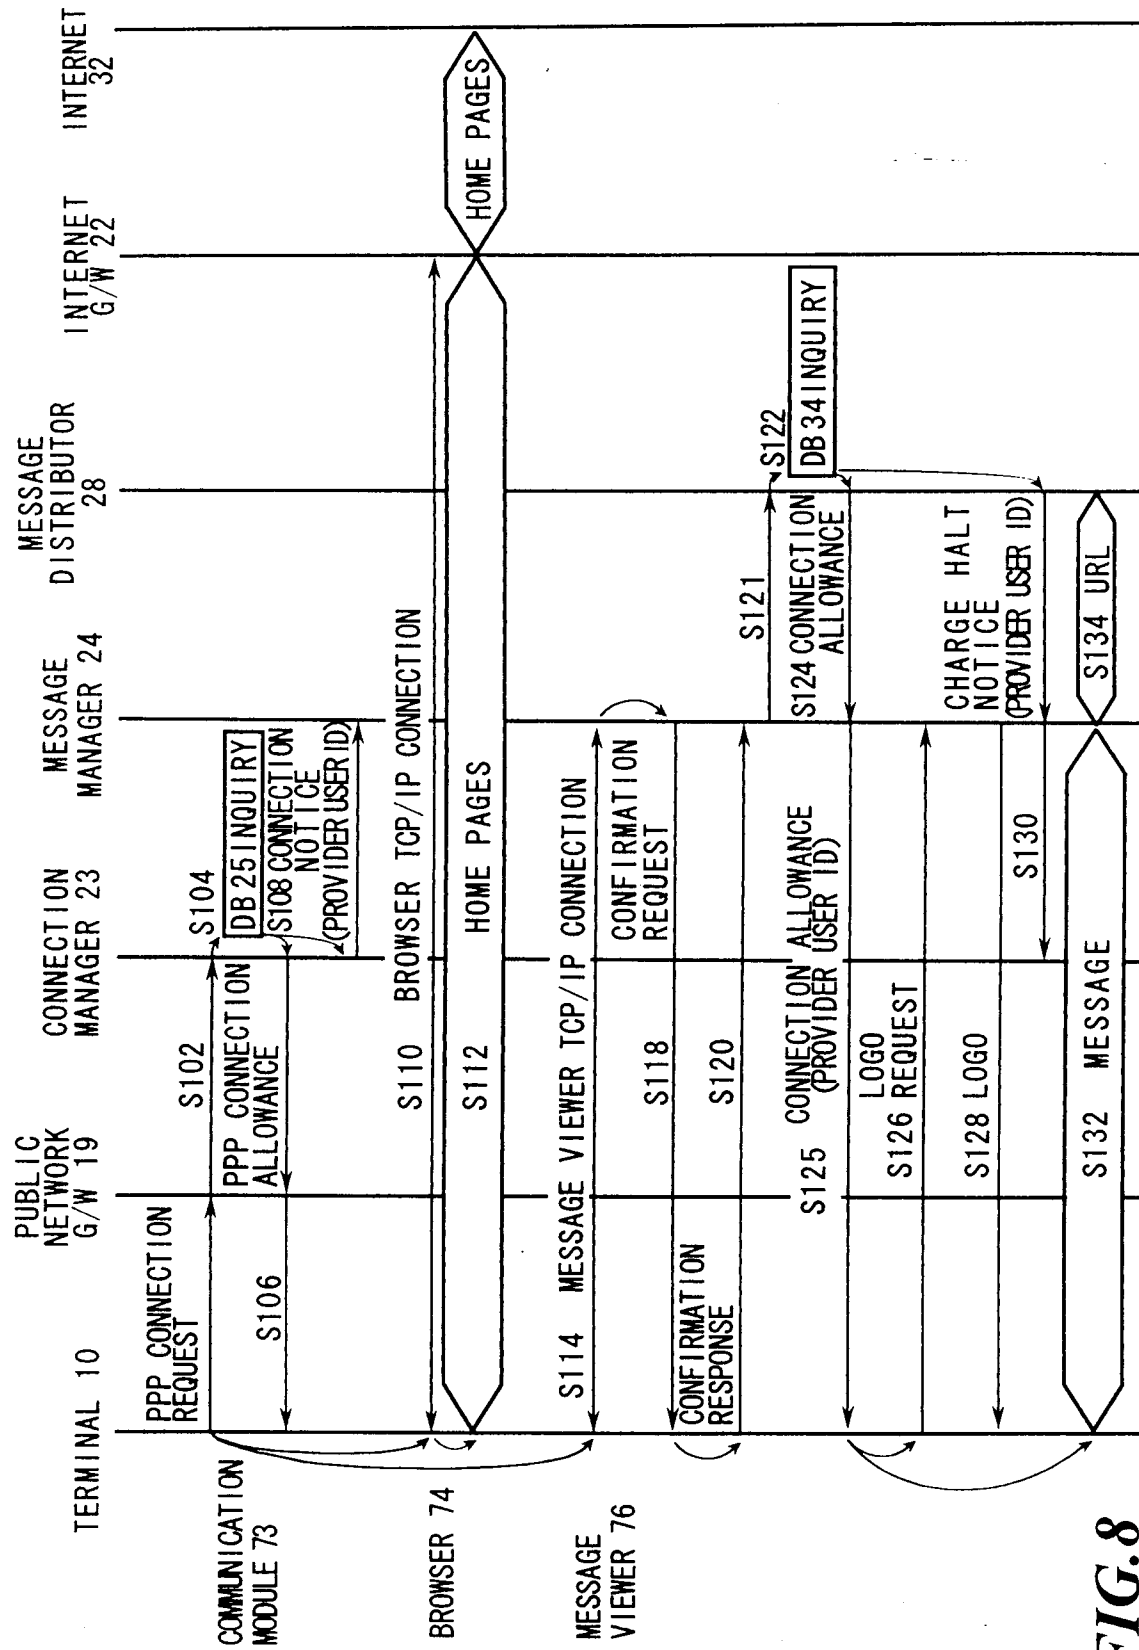 TERMINAL 10
PUBLIC
NETWORK
G/W 19
CONNECTION
MANAGER 23
MESSAGE
MANAGER 24
MESSAGE
DISTRIBUTOR
28
INTERNET
G/W 22
INTERNET
32
COMMUNICATION
MODULE 73
PPP CONNECTION
REQUEST
S102
S104
DB25 INQUIRY
PPP CONNECTION
ALLOWANCE
S106
S108 CONNECTION
NOTICE
(PROVIDER USER ID)
BROWSER 74
S110 BROWSER TCP/IP CONNECTION
S112 HOME PAGES
HOME PAGES
MESSAGE
VIEWER 76
S114 MESSAGE VIEWER TCP/IP CONNECTION
CONFIRMATION
REQUEST
S118
CONFIRMATION
RESPONSE
S120
S121
S122
DB34 INQUIRY
S124 CONNECTION
ALLOWANCE
S125 CONNECTION ALLOWANCE
(PROVIDER USER ID)
LOGO
S126 REQUEST
S128 LOGO
CHARGE HALT
NOTICE
(PROVIDER USER ID)
S130
S132 MESSAGE
S134 URL
FIG.8